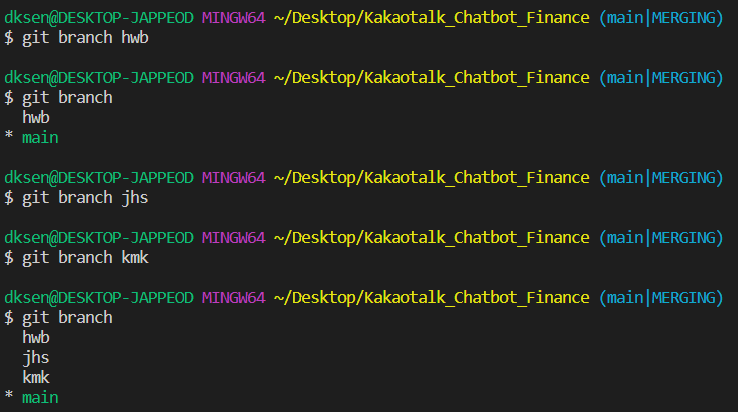 dksen@DESKTOP-JAPPEOD MINGW64 ~/Desktop/Kakaotalk_Chatbot_Finance (main|MERGING)
$ git branch hwb
dksen@DESKTOP-JAPPEOD MINGW64 ~/Desktop/Kakaotalk_Chatbot_Finance (main|MERGING)
$ git branch
  hwb
* main
dksen@DESKTOP-JAPPEOD MINGW64 ~/Desktop/Kakaotalk_Chatbot_Finance (main|MERGING)
$ git branch jhs
dksen@DESKTOP-JAPPEOD MINGW64 ~/Desktop/Kakaotalk_Chatbot_Finance (main|MERGING)
$ git branch kmk
dksen@DESKTOP-JAPPEOD MINGW64 ~/Desktop/Kakaotalk_Chatbot_Finance (main|MERGING)
$ git branch
  hwb
  jhs
  kmk
* main